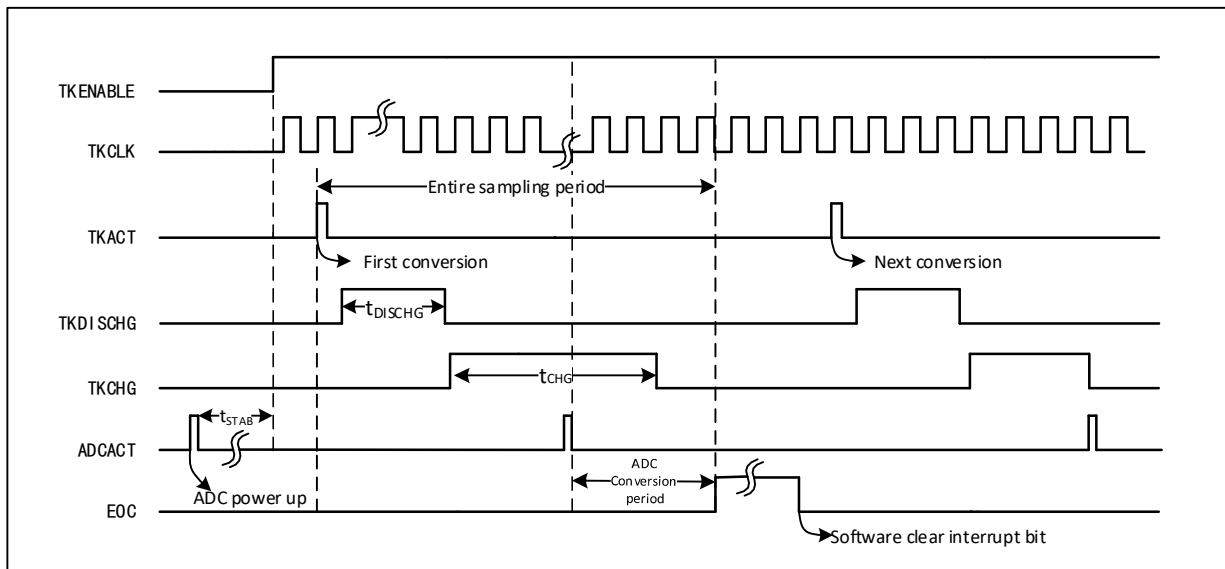 TKENABLE
TKCLK
Entire sampling period
TKACT
First conversion
Next conversion
TKDISCHG
tDISCHG
TKCHG
tCHG
tSTAB
ADCACT
ADC power up
ADC
Conversion
period
EOC
Software clear interrupt bit